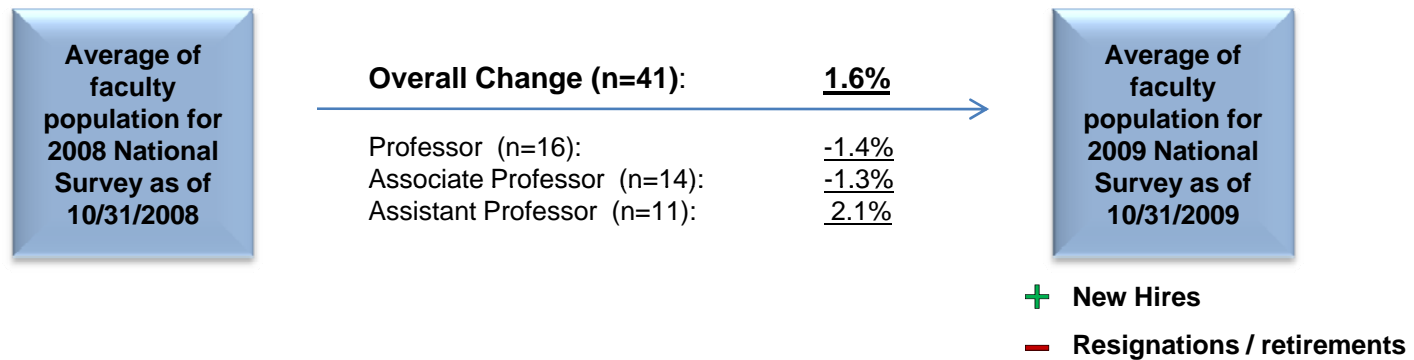 Average of
faculty
population for
2008 National
Survey as of
10/31/2008
Overall Change (n=41): 1.6%
Professor (n=16): -1.4%
Associate Professor (n=14): -1.3%
Assistant Professor (n=11): 2.1%
Average of
faculty
population for
2009 National
Survey as of
10/31/2009
New Hires
Resignations / retirements